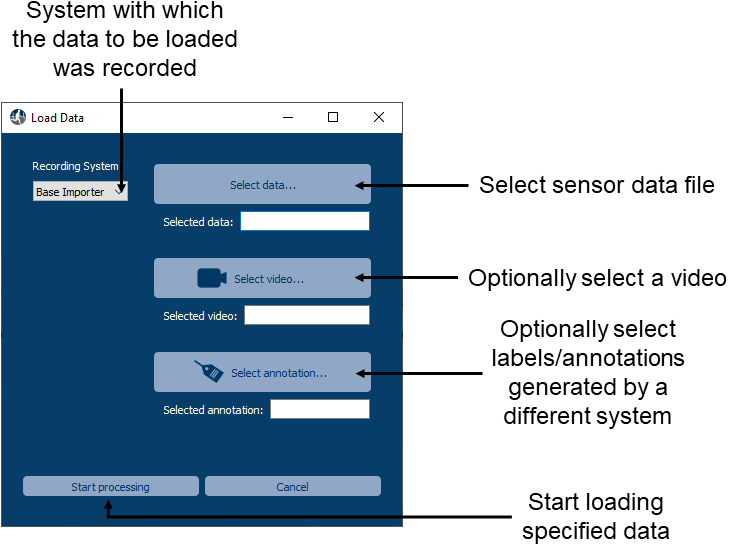 System with which
the data to be loaded
was recorded
Load Data
Recording System
Base Importer
Select data...
Select sensor data file
Selected data:
Select video...
Optionally select a video
Selected video:
Optionally select
labels/annotations
generated by a
different system
Select annotation...
Selected annotation:
Start processing
Cancel
Start loading
specified data